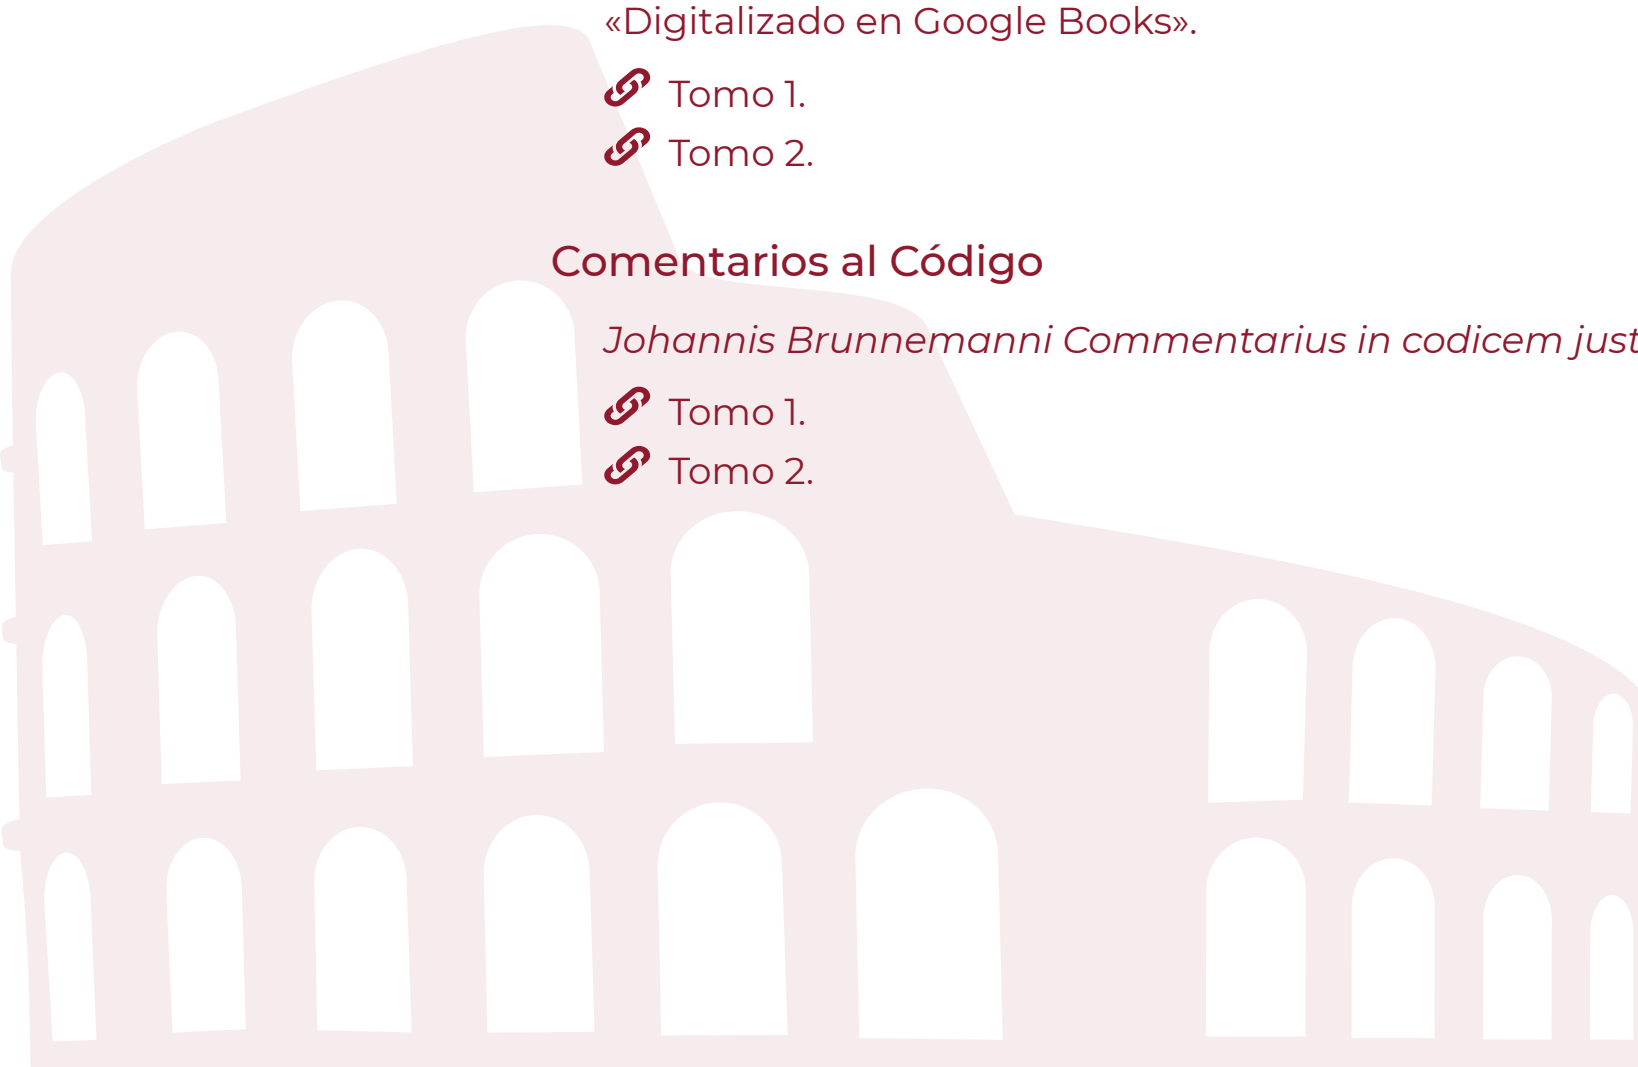 «Digitalizado en Google Books».
Tomo 1.
Tomo 2.
Comentarios al Código
Johannis Brunnemanni Commentarius in codicem just
Tomo 1.
Tomo 2.